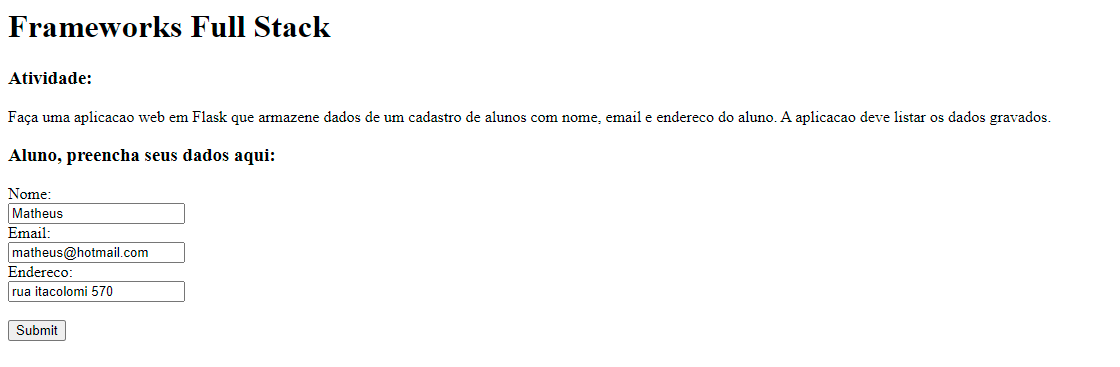 Frameworks Full Stack
Atividade:
Faça uma aplicacao web em Flask que armazene dados de um cadastro de alunos com nome, email e endereco do aluno. A aplicacao deve listar os dados gravados.
Aluno, preencha seus dados aqui:
Nome:
Matheus
Email:
matheus@hotmail.com
Endereco:
rua itacolomi 570
Submit